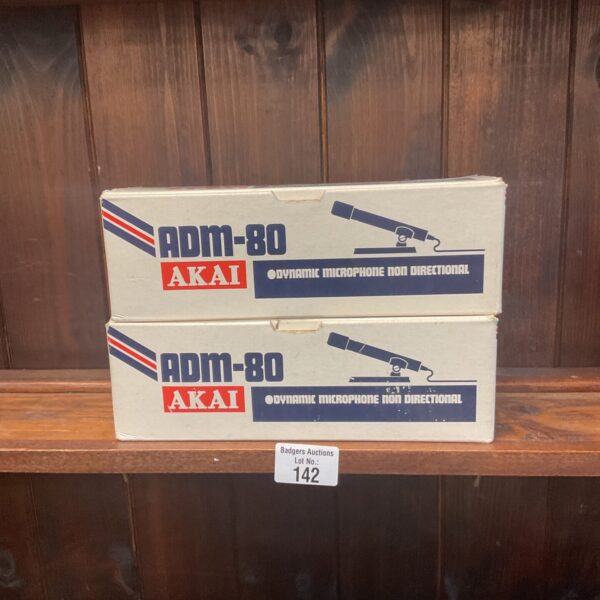 ADM-80
AKAI
DYNAMIC MICROPHONE NON DIRECTIONAL
ADM-80
AKAI
DYNAMIC MICROPHONE NON DIRECTIONAL
Badgers Auctions
Lot No.:
142